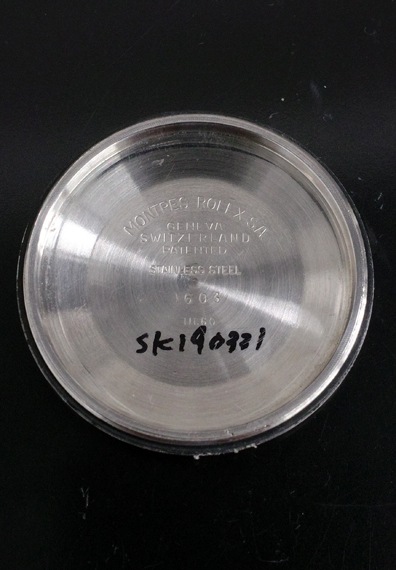 MONTRES ROLEX S.A.
GENEVA
SWITZERLAND
PATENTED
STAINLESS STEEL
1603
SK190321